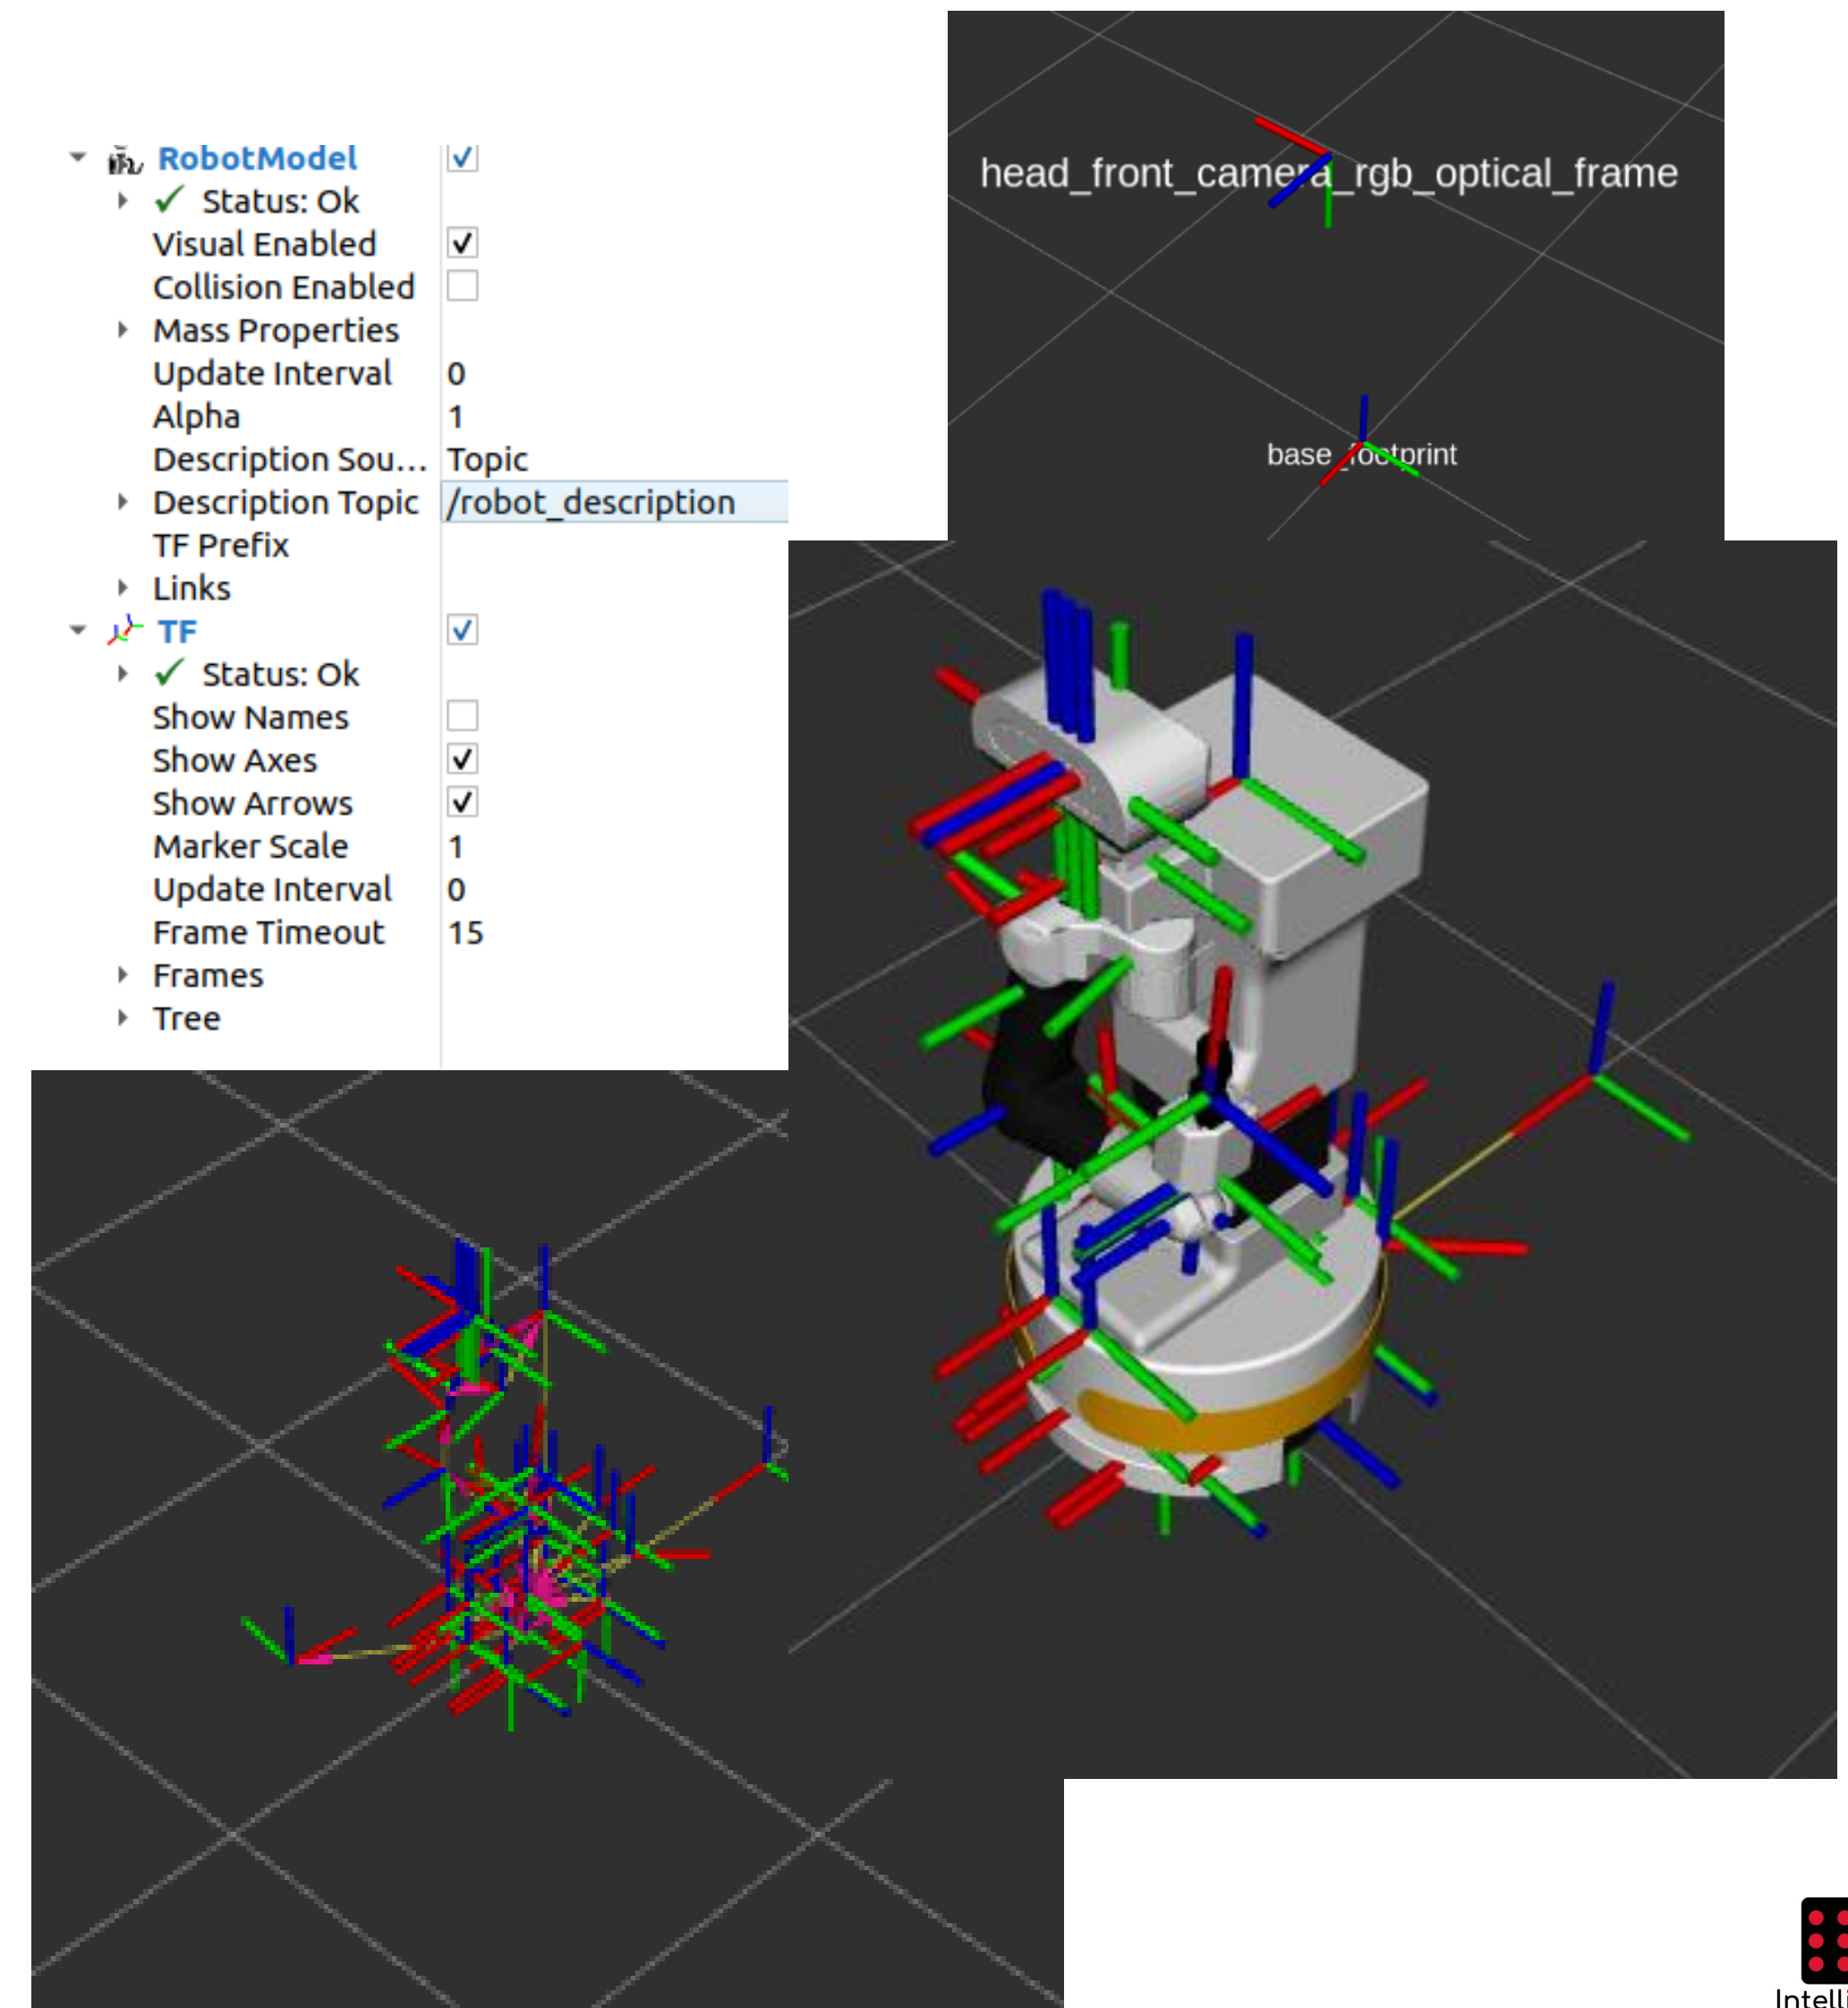 RobotModel
Status: Ok
Visual Enabled
Collision Enabled
Mass Properties
Update Interval 0
Alpha 1
Description Sou... Topic
Description Topic /robot_description
TF Prefix
Links
TF
Status: Ok
Show Names
Show Axes
Show Arrows
Marker Scale 1
Update Interval 0
Frame Timeout 15
Frames
Tree
head_front_camera_rgb_optical_frame
base_footprint
Intelli